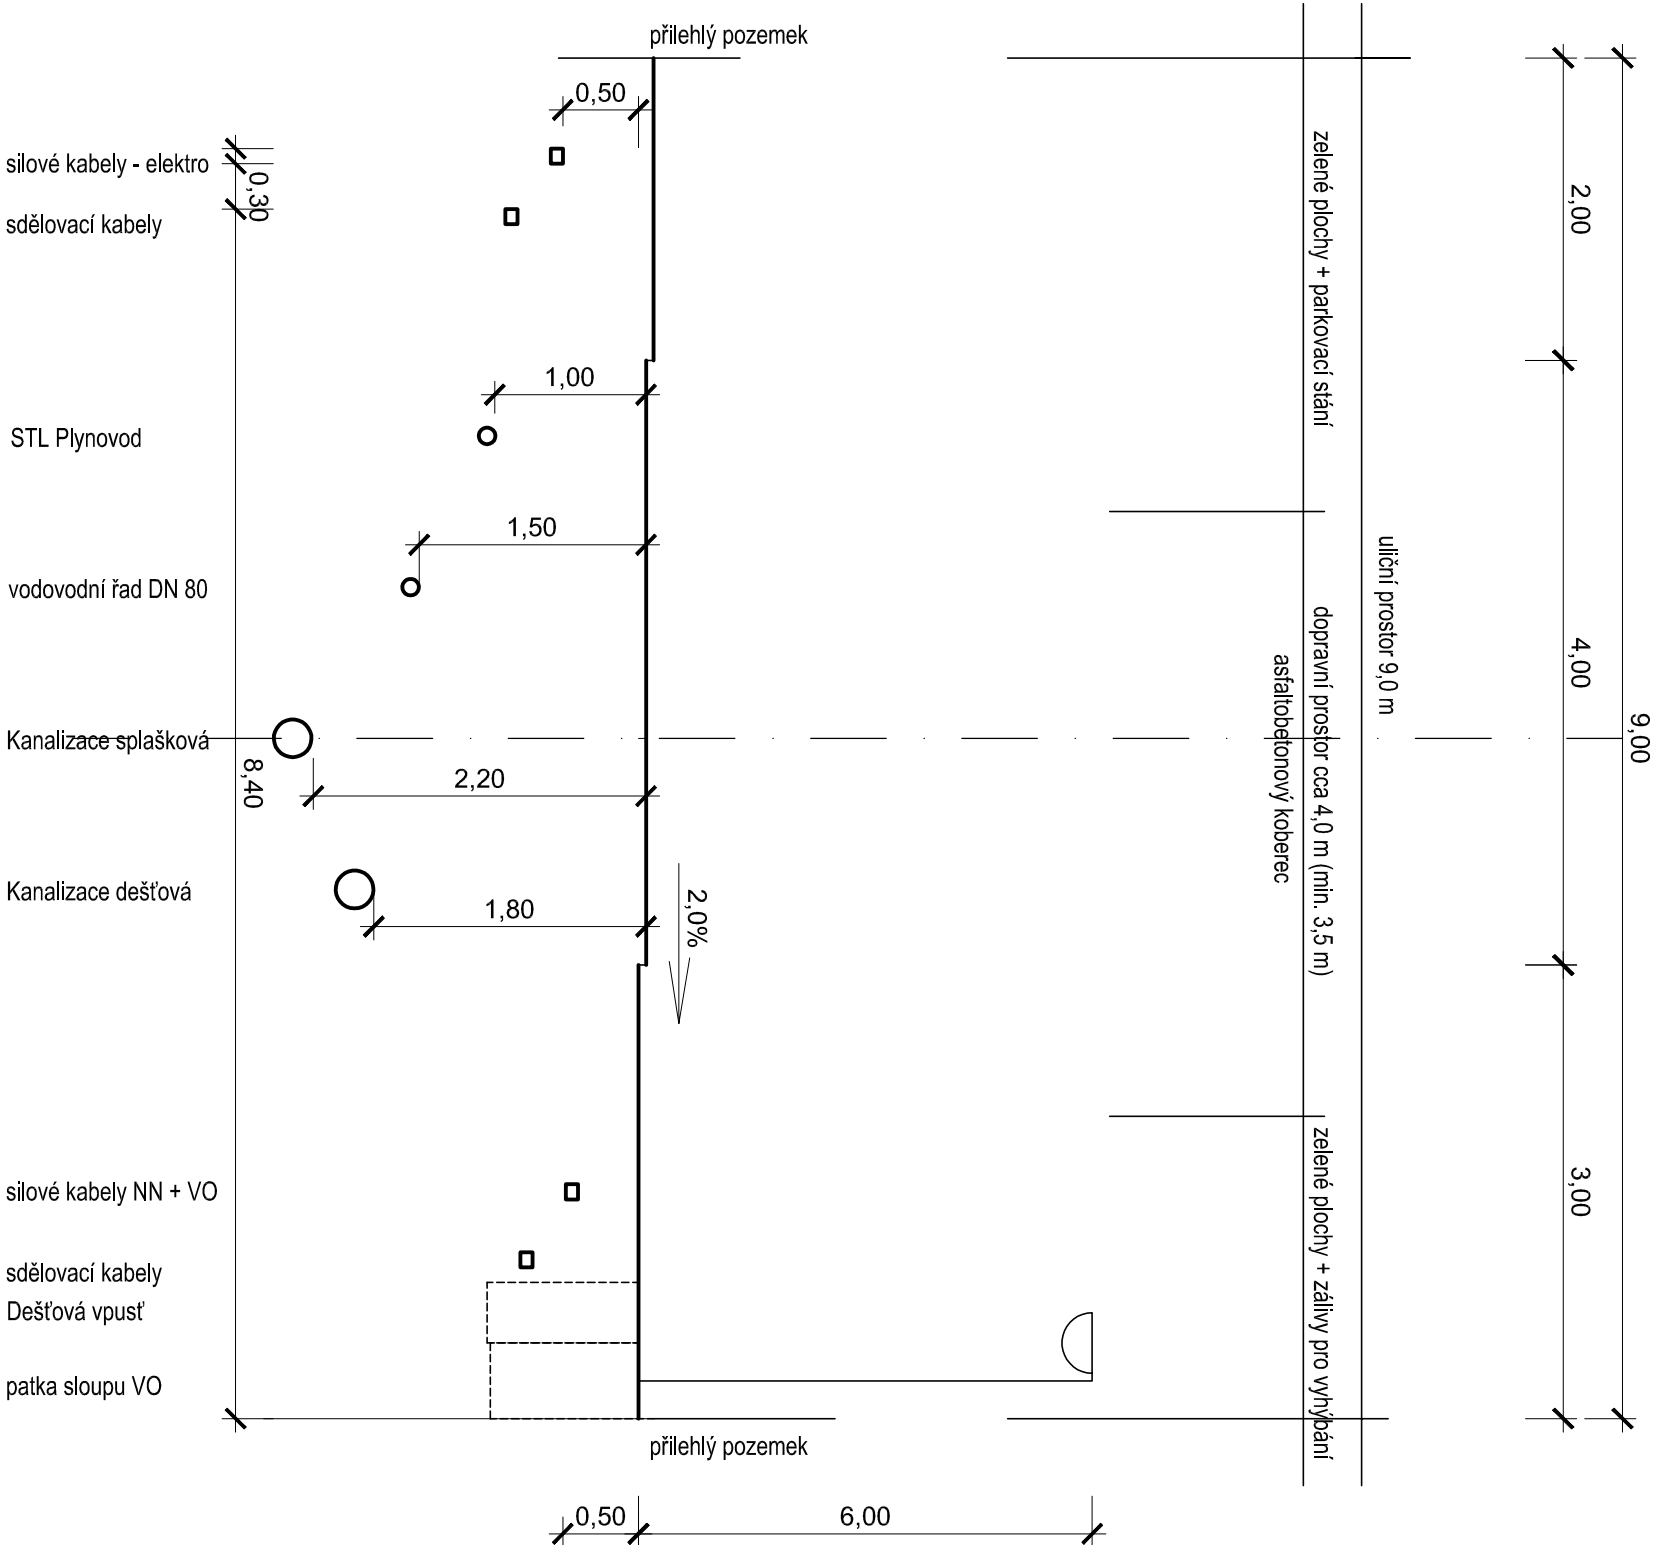 přilehlý pozemek
0,50
silové kabely - elektro
0,30
sdělovací kabely
1,00
STL Plynovod
1,50
vodovodní řad DN 80
Kanalizace splašková
8,40
2,20
Kanalizace dešťová
1,80
2,0%
silové kabely NN + VO
sdělovací kabely
Dešťová vpusť
patka sloupu VO
přilehlý pozemek
0,50
6,00
zelené plochy + parkovací stání
dopravní prostor cca 4,0 m (min. 3,5 m)
asfaltobetonový koberec
zelené plochy + zálivy pro vyhýbání
uliční prostor 9,0 m
2,00
4,00
3,00
9,00